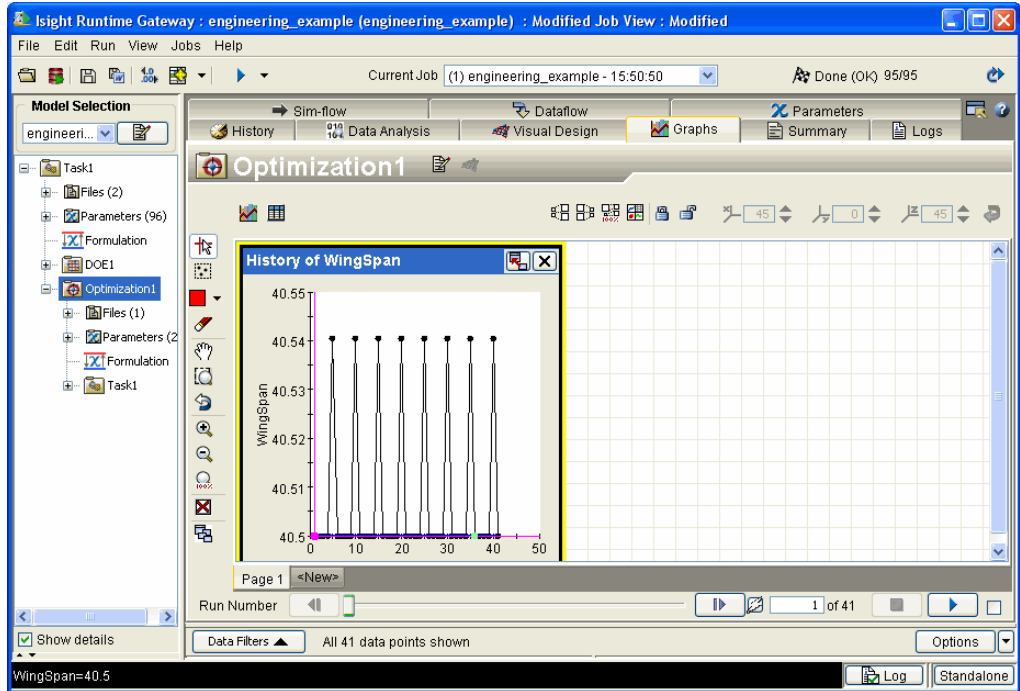 Isight Runtime Gateway : engineering_example (engineering_example) : Modified Job View : Modified
File Edit Run View Jobs Help
Current Job (1) engineering_example - 15:50:50 Done (OK) 95/95
Model Selection
engineeri...
Sim-flow Dataflow Parameters
History Data Analysis Visual Design Graphs Summary Logs
Optimization1
Task1
Files (2)
Parameters (96)
Formulation
DOE1
Optimization1
Files (1)
Parameters (2
Formulation
Task1
45 0 45
History of WingSpan
WingSpan
40.55
40.54
40.53
40.52
40.51
40.5
0 10 20 30 40 50
Page 1 <New>
Run Number 1 of 41
Show details
Data Filters All 41 data points shown Options
WingSpan=40.5 Log Standalone